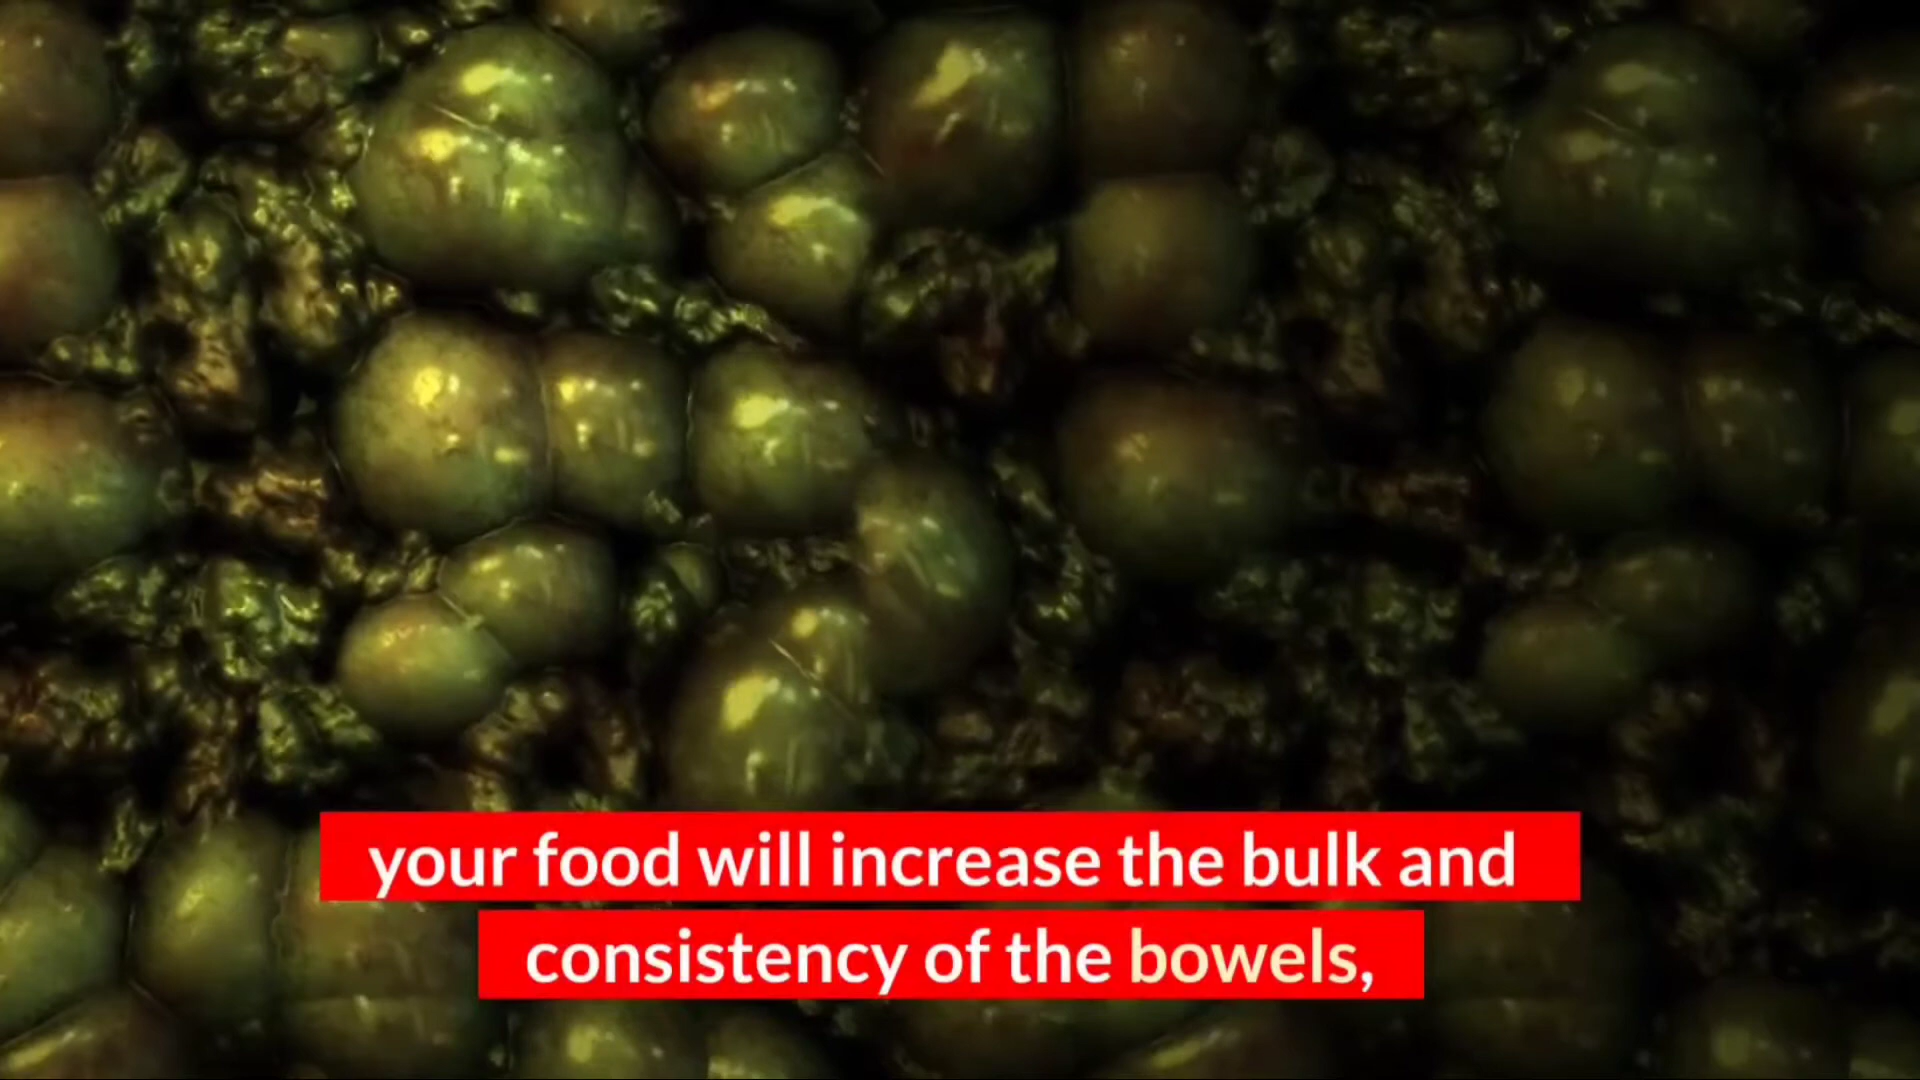 your food will increase the bulk and
consistency of the bowels,